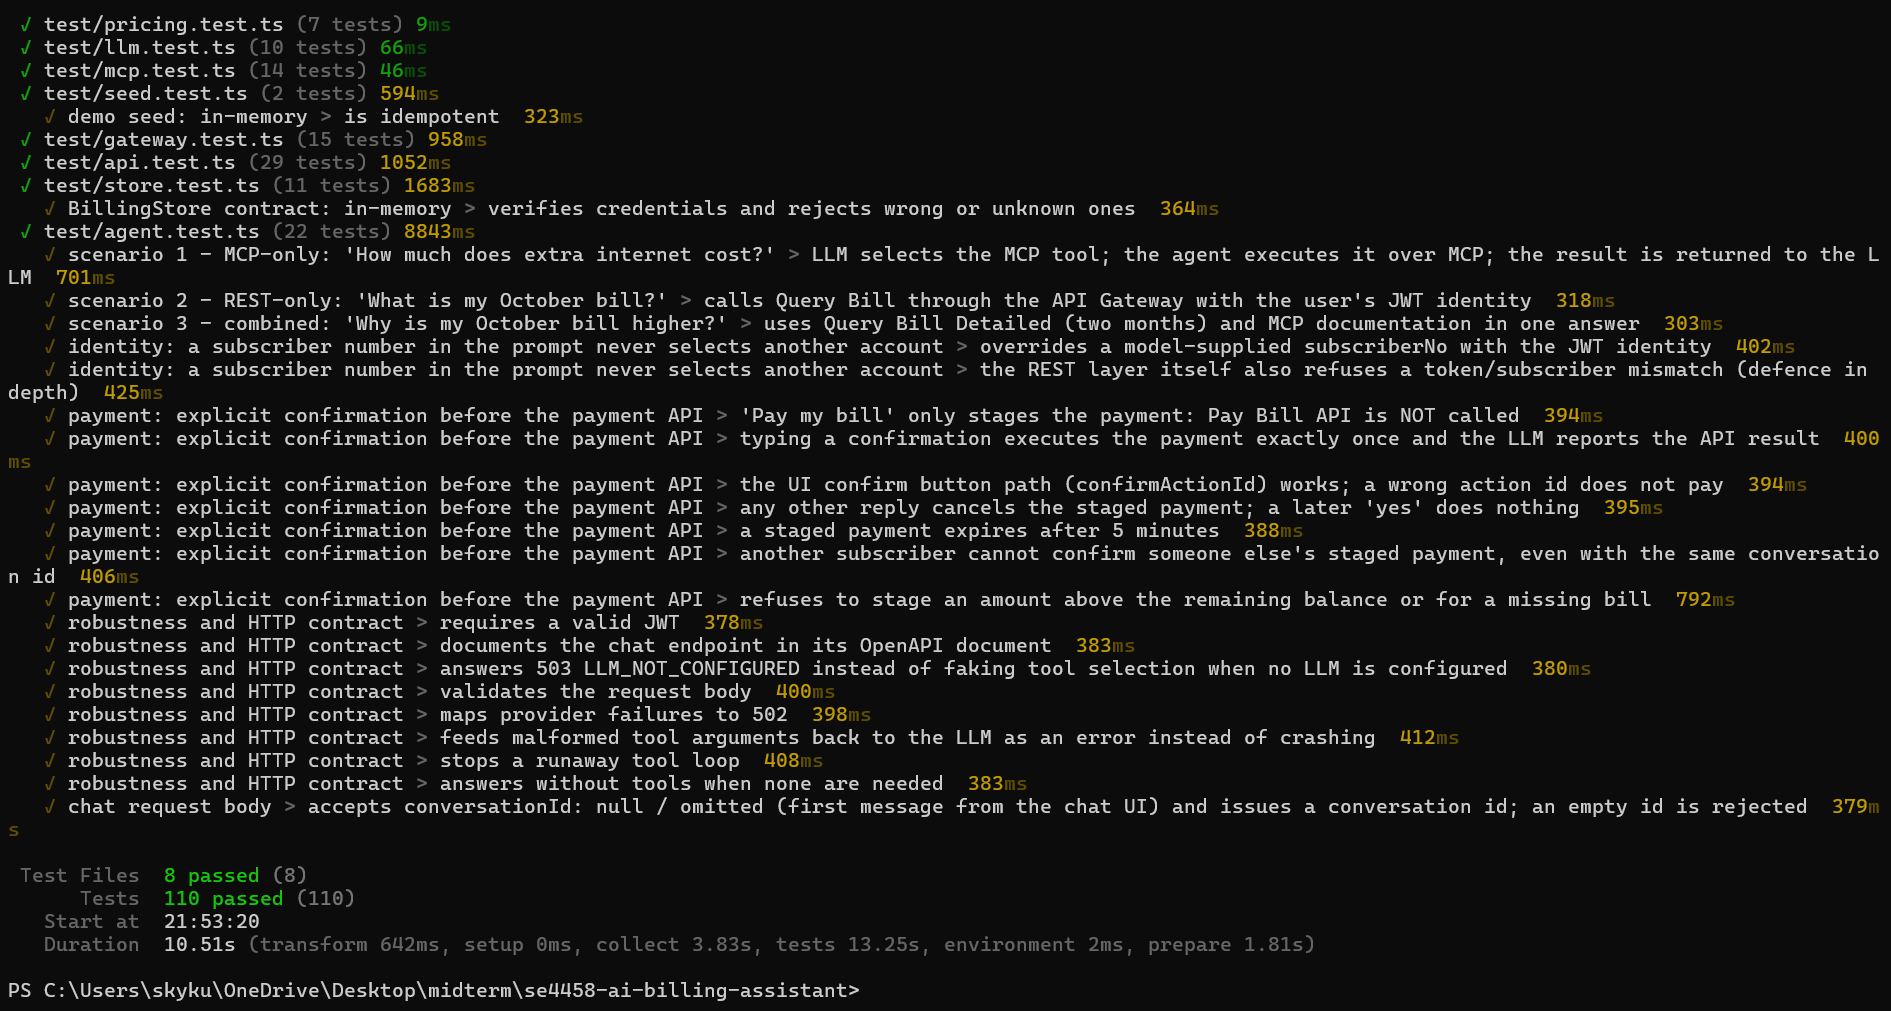 √ test/pricing.test.ts (7 tests) 9ms
√ test/llm.test.ts (10 tests) 66ms
√ test/mcp.test.ts (14 tests) 46ms
√ test/seed.test.ts (2 tests) 594ms
√ demo seed: in-memory > is idempotent 323ms
√ test/gateway.test.ts (15 tests) 958ms
√ test/api.test.ts (29 tests) 1052ms
√ test/store.test.ts (11 tests) 1683ms
√ BillingStore contract: in-memory > verifies credentials and rejects wrong or unknown ones 364ms
√ test/agent.test.ts (22 tests) 8843ms
√ scenario 1 - MCP-only: 'How much does extra internet cost?' > LLM selects the MCP tool; the agent executes it over MCP; the result is returned to the L
LM 701ms
√ scenario 2 - REST-only: 'What is my October bill?' > calls Query Bill through the API Gateway with the user's JWT identity 318ms
√ scenario 3 - combined: 'Why is my October bill higher?' > uses Query Bill Detailed (two months) and MCP documentation in one answer 303ms
√ identity: a subscriber number in the prompt never selects another account > overrides a model-supplied subscriberNo with the JWT identity 402ms
√ identity: a subscriber number in the prompt never selects another account > the REST layer itself also refuses a token/subscriber mismatch (defence in
depth) 425ms
√ payment: explicit confirmation before the payment API > 'Pay my bill' only stages the payment: Pay Bill API is NOT called 394ms
√ payment: explicit confirmation before the payment API > typing a confirmation executes the payment exactly once and the LLM reports the API result 400
ms
√ payment: explicit confirmation before the payment API > the UI confirm button path (confirmActionId) works; a wrong action id does not pay 394ms
√ payment: explicit confirmation before the payment API > any other reply cancels the staged payment; a later 'yes' does nothing 395ms
√ payment: explicit confirmation before the payment API > a staged payment expires after 5 minutes 388ms
√ payment: explicit confirmation before the payment API > another subscriber cannot confirm someone else's staged payment, even with the same conversatio
n id 406ms
√ payment: explicit confirmation before the payment API > refuses to stage an amount above the remaining balance or for a missing bill 792ms
√ robustness and HTTP contract > requires a valid JWT 378ms
√ robustness and HTTP contract > documents the chat endpoint in its OpenAPI document 383ms
√ robustness and HTTP contract > answers 503 LLM_NOT_CONFIGURED instead of faking tool selection when no LLM is configured 380ms
√ robustness and HTTP contract > validates the request body 400ms
√ robustness and HTTP contract > maps provider failures to 502 398ms
√ robustness and HTTP contract > feeds malformed tool arguments back to the LLM as an error instead of crashing 412ms
√ robustness and HTTP contract > stops a runaway tool loop 408ms
√ robustness and HTTP contract > answers without tools when none are needed 383ms
√ chat request body > accepts conversationId: null / omitted (first message from the chat UI) and issues a conversation id; an empty id is rejected 379m
s
Test Files 8 passed (8)
Tests 110 passed (110)
Start at 21:53:20
Duration 10.51s (transform 642ms, setup 0ms, collect 3.83s, tests 13.25s, environment 2ms, prepare 1.81s)
PS C:\Users\skyku\OneDrive\Desktop\midterm\se4458-ai-billing-assistant>